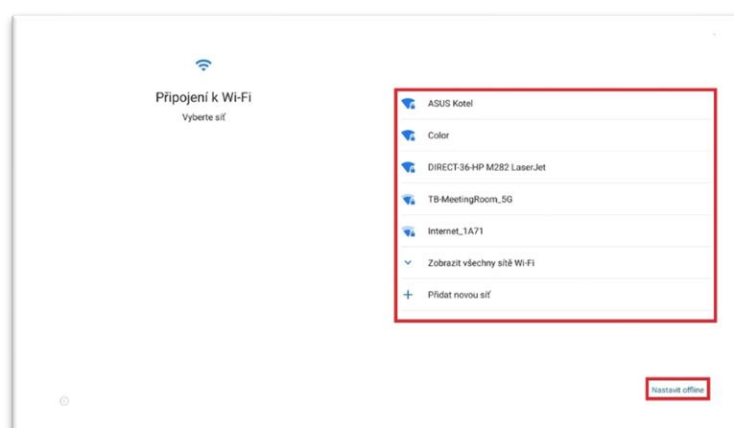 Připojení k Wi-Fi
Vyberte síť
ASUS Kotel
Color
DIRECT-36-HP M282 LaserJet
TB-MeetingRoom_5G
Internet_1A71
Zobrazit všechny sítě Wi-Fi
Přidat novou síť
Nastavit offline